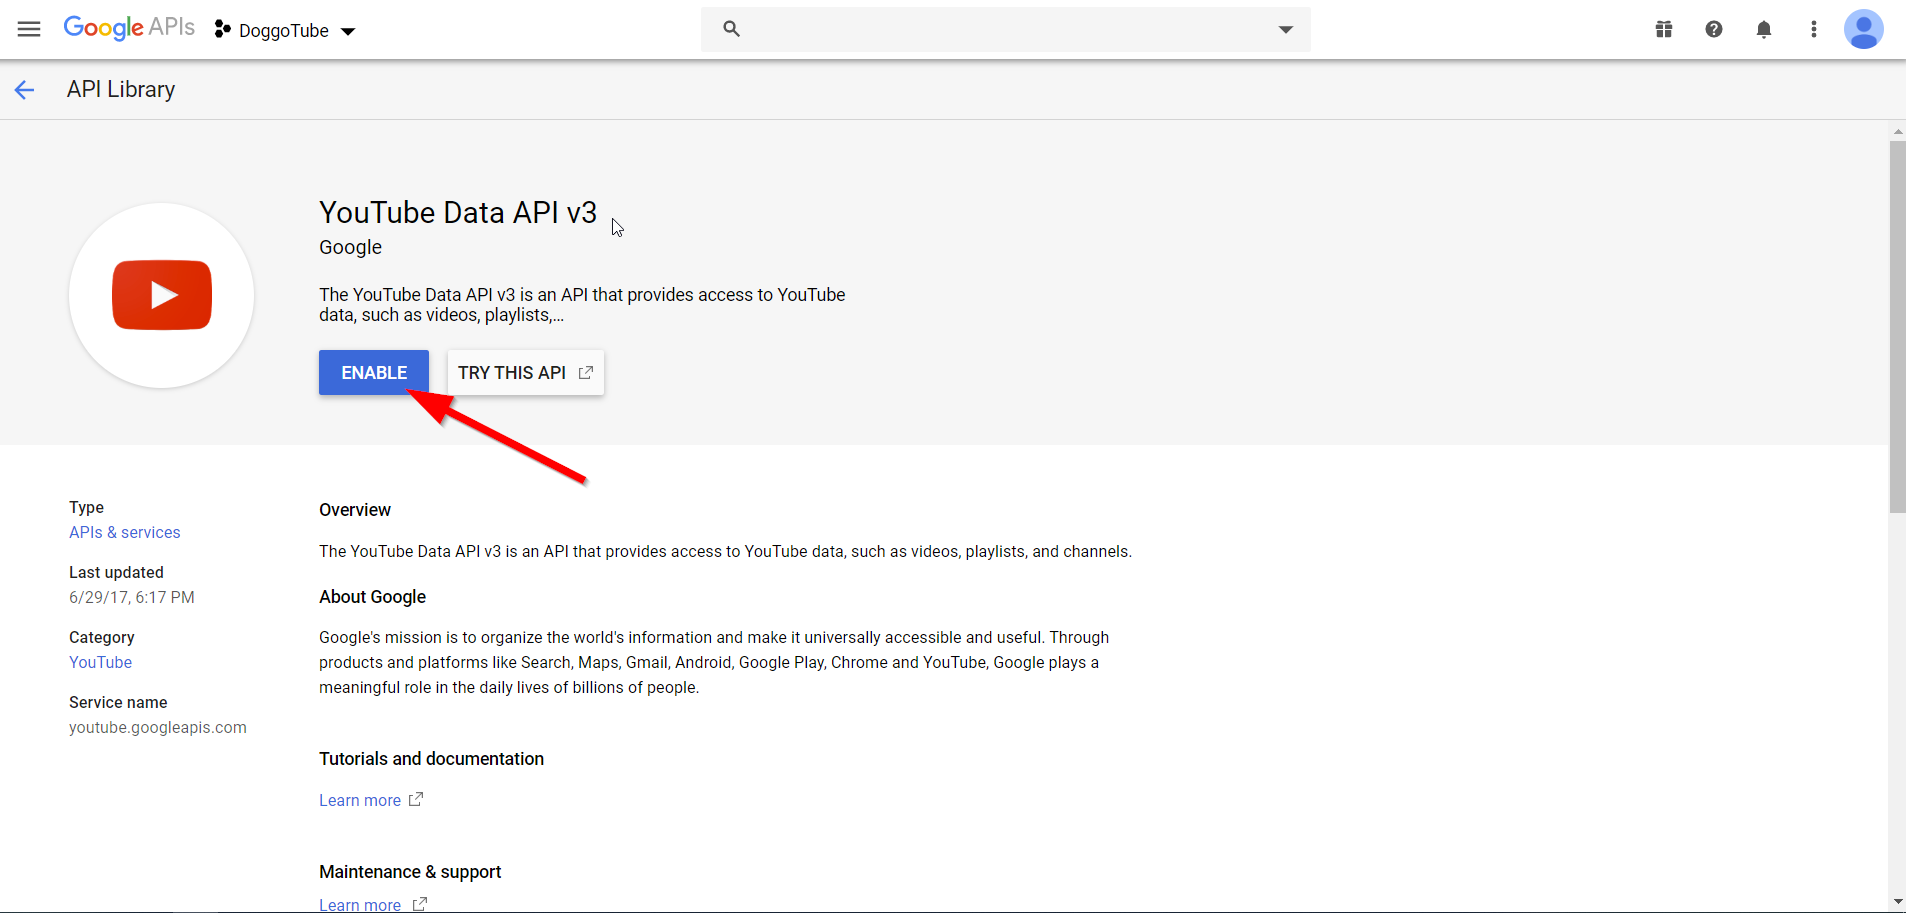 Google APIs
DoggoTube
API Library
YouTube Data API v3
Google
The YouTube Data API v3 is an API that provides access to YouTube
data, such as videos, playlists,...
ENABLE
TRY THIS API
Type
APIs & services
Last updated
6/29/17, 6:17 PM
Category
YouTube
Service name
youtube.googleapis.com
Overview
The YouTube Data API v3 is an API that provides access to YouTube data, such as videos, playlists, and channels.
About Google
Google's mission is to organize the world's information and make it universally accessible and useful. Through
products and platforms like Search, Maps, Gmail, Android, Google Play, Chrome and YouTube, Google plays a
meaningful role in the daily lives of billions of people.
Tutorials and documentation
Learn more
Maintenance & support
Learn more